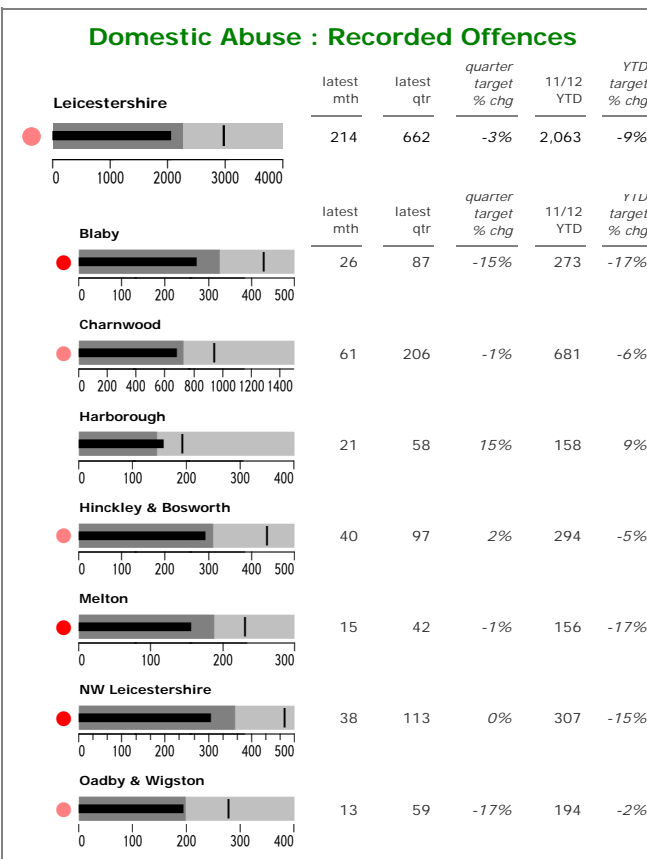 Domestic Abuse : Recorded Offences
latest mth latest qtr quarter target % chg 11/12 YTD YTD target % chg
Leicestershire
214 662 -3% 2,063 -9%
0 1000 2000 3000 4000
latest mth latest qtr quarter target % chg 11/12 YTD YTD target % chg
Blaby
26 87 -15% 273 -17%
0 100 200 300 400 500
Charnwood
61 206 -1% 681 -6%
0 200 400 600 800 1000 1200 1400
Harborough
21 58 15% 158 9%
0 100 200 300 400
Hinckley & Bosworth
40 97 2% 294 -5%
0 100 200 300 400 500
Melton
15 42 -1% 156 -17%
0 100 200 300
NW Leicestershire
38 113 0% 307 -15%
0 100 200 300 400 500
Oadby & Wigston
13 59 -17% 194 -2%
0 100 200 300 400